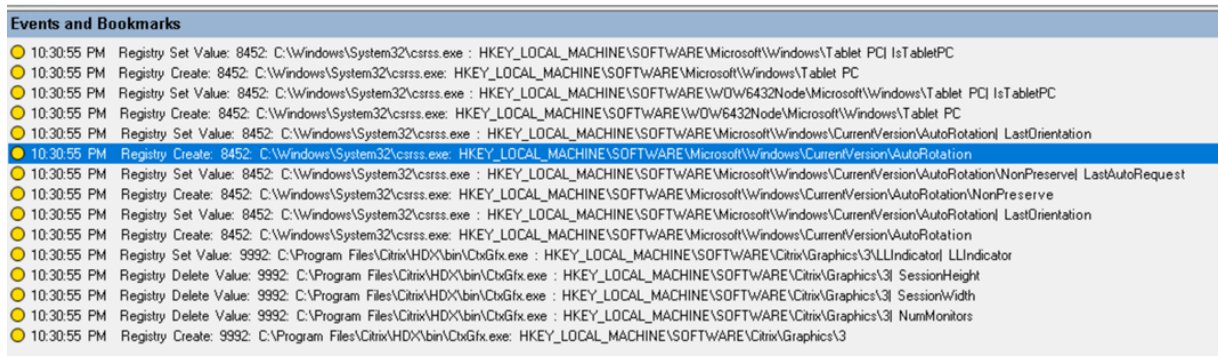 Events and Bookmarks
10:30:55 PM Registry Set Value: 8452: C:\Windows\System32\csrss.exe : HKEY_LOCAL_MACHINE\SOFTWARE\Microsoft\Windows\Tablet PC| IsTabletPC
10:30:55 PM Registry Create: 8452: C:\Windows\System32\csrss.exe: HKEY_LOCAL_MACHINE\SOFTWARE\Microsoft\Windows\Tablet PC
10:30:55 PM Registry Set Value: 8452: C:\Windows\System32\csrss.exe : HKEY_LOCAL_MACHINE\SOFTWARE\WOW6432Node\Microsoft\Windows\Tablet PC| IsTabletPC
10:30:55 PM Registry Create: 8452: C:\Windows\System32\csrss.exe: HKEY_LOCAL_MACHINE\SOFTWARE\WOW6432Node\Microsoft\Windows\Tablet PC
10:30:55 PM Registry Set Value: 8452: C:\Windows\System32\csrss.exe : HKEY_LOCAL_MACHINE\SOFTWARE\Microsoft\Windows\CurrentVersion\AutoRotation| LastOrientation
10:30:55 PM Registry Create: 8452: C:\Windows\System32\csrss.exe: HKEY_LOCAL_MACHINE\SOFTWARE\Microsoft\Windows\CurrentVersion\AutoRotation
10:30:55 PM Registry Set Value: 8452: C:\Windows\System32\csrss.exe : HKEY_LOCAL_MACHINE\SOFTWARE\Microsoft\Windows\CurrentVersion\AutoRotation\NonPreserve| LastAutoRequest
10:30:55 PM Registry Create: 8452: C:\Windows\System32\csrss.exe: HKEY_LOCAL_MACHINE\SOFTWARE\Microsoft\Windows\CurrentVersion\AutoRotation\NonPreserve
10:30:55 PM Registry Set Value: 8452: C:\Windows\System32\csrss.exe : HKEY_LOCAL_MACHINE\SOFTWARE\Microsoft\Windows\CurrentVersion\AutoRotation| LastOrientation
10:30:55 PM Registry Create: 8452: C:\Windows\System32\csrss.exe: HKEY_LOCAL_MACHINE\SOFTWARE\Microsoft\Windows\CurrentVersion\AutoRotation
10:30:55 PM Registry Set Value: 9992: C:\Program Files\Citrix\HDX\bin\CtxGfx.exe : HKEY_LOCAL_MACHINE\SOFTWARE\Citrix\Graphics\3\LLIndicator| LLIndicator
10:30:55 PM Registry Delete Value: 9992: C:\Program Files\Citrix\HDX\bin\CtxGfx.exe : HKEY_LOCAL_MACHINE\SOFTWARE\Citrix\Graphics\3| SessionHeight
10:30:55 PM Registry Delete Value: 9992: C:\Program Files\Citrix\HDX\bin\CtxGfx.exe : HKEY_LOCAL_MACHINE\SOFTWARE\Citrix\Graphics\3| SessionWidth
10:30:55 PM Registry Delete Value: 9992: C:\Program Files\Citrix\HDX\bin\CtxGfx.exe : HKEY_LOCAL_MACHINE\SOFTWARE\Citrix\Graphics\3| NumMonitors
10:30:55 PM Registry Create: 9992: C:\Program Files\Citrix\HDX\bin\CtxGfx.exe: HKEY_LOCAL_MACHINE\SOFTWARE\Citrix\Graphics\3